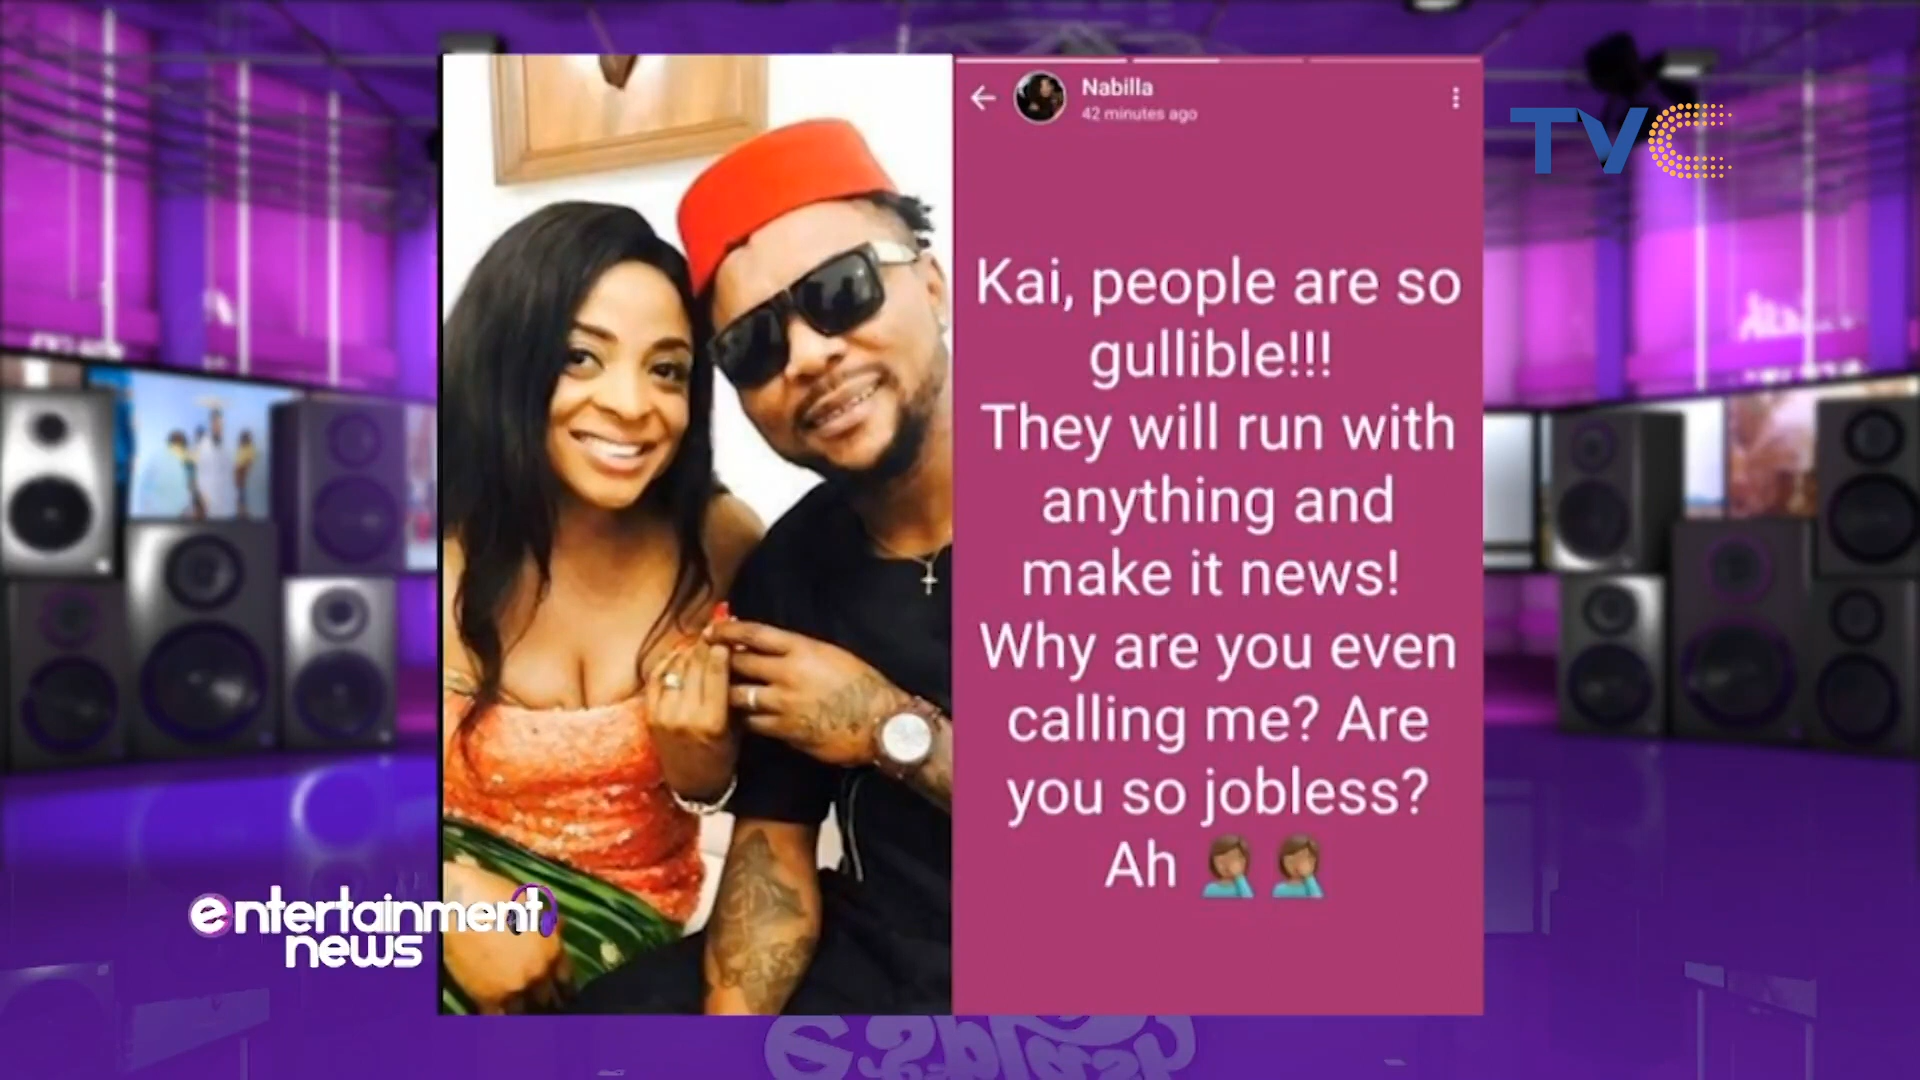 Nabilla
42 minutes ago
TVC
Kai, people are so
gullible!!!
They will run with
anything and
make it news!
Why are you even
calling me? Are
you so jobless?
Ah 🤦🏽‍♀️🤦🏽‍♀️
entertainment
news